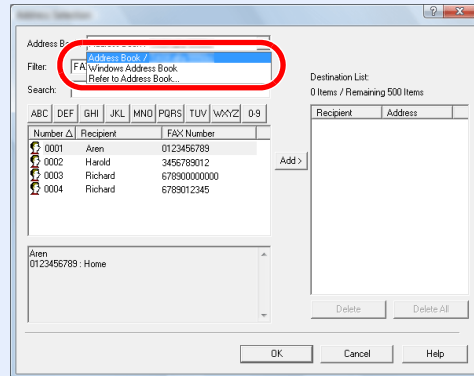 Address Selection
Address Bo
Address Book /
Address Book /
Windows Address Book
Refer to Address Book...
Filter:
FA
Search:
Destination List:
0 Items / Remaining 500 Items
ABC DEF GHI JKL MNO PQRS TUV WXYZ 0-9
Number Recipient FAX Number
0001 Aren 0123456789
0002 Harold 3456789012
0003 Richard 678900000000
0004 Richard 6789012345
Recipient Address
Add >
Aren
0123456789 : Home
Delete Delete All
OK Cancel Help